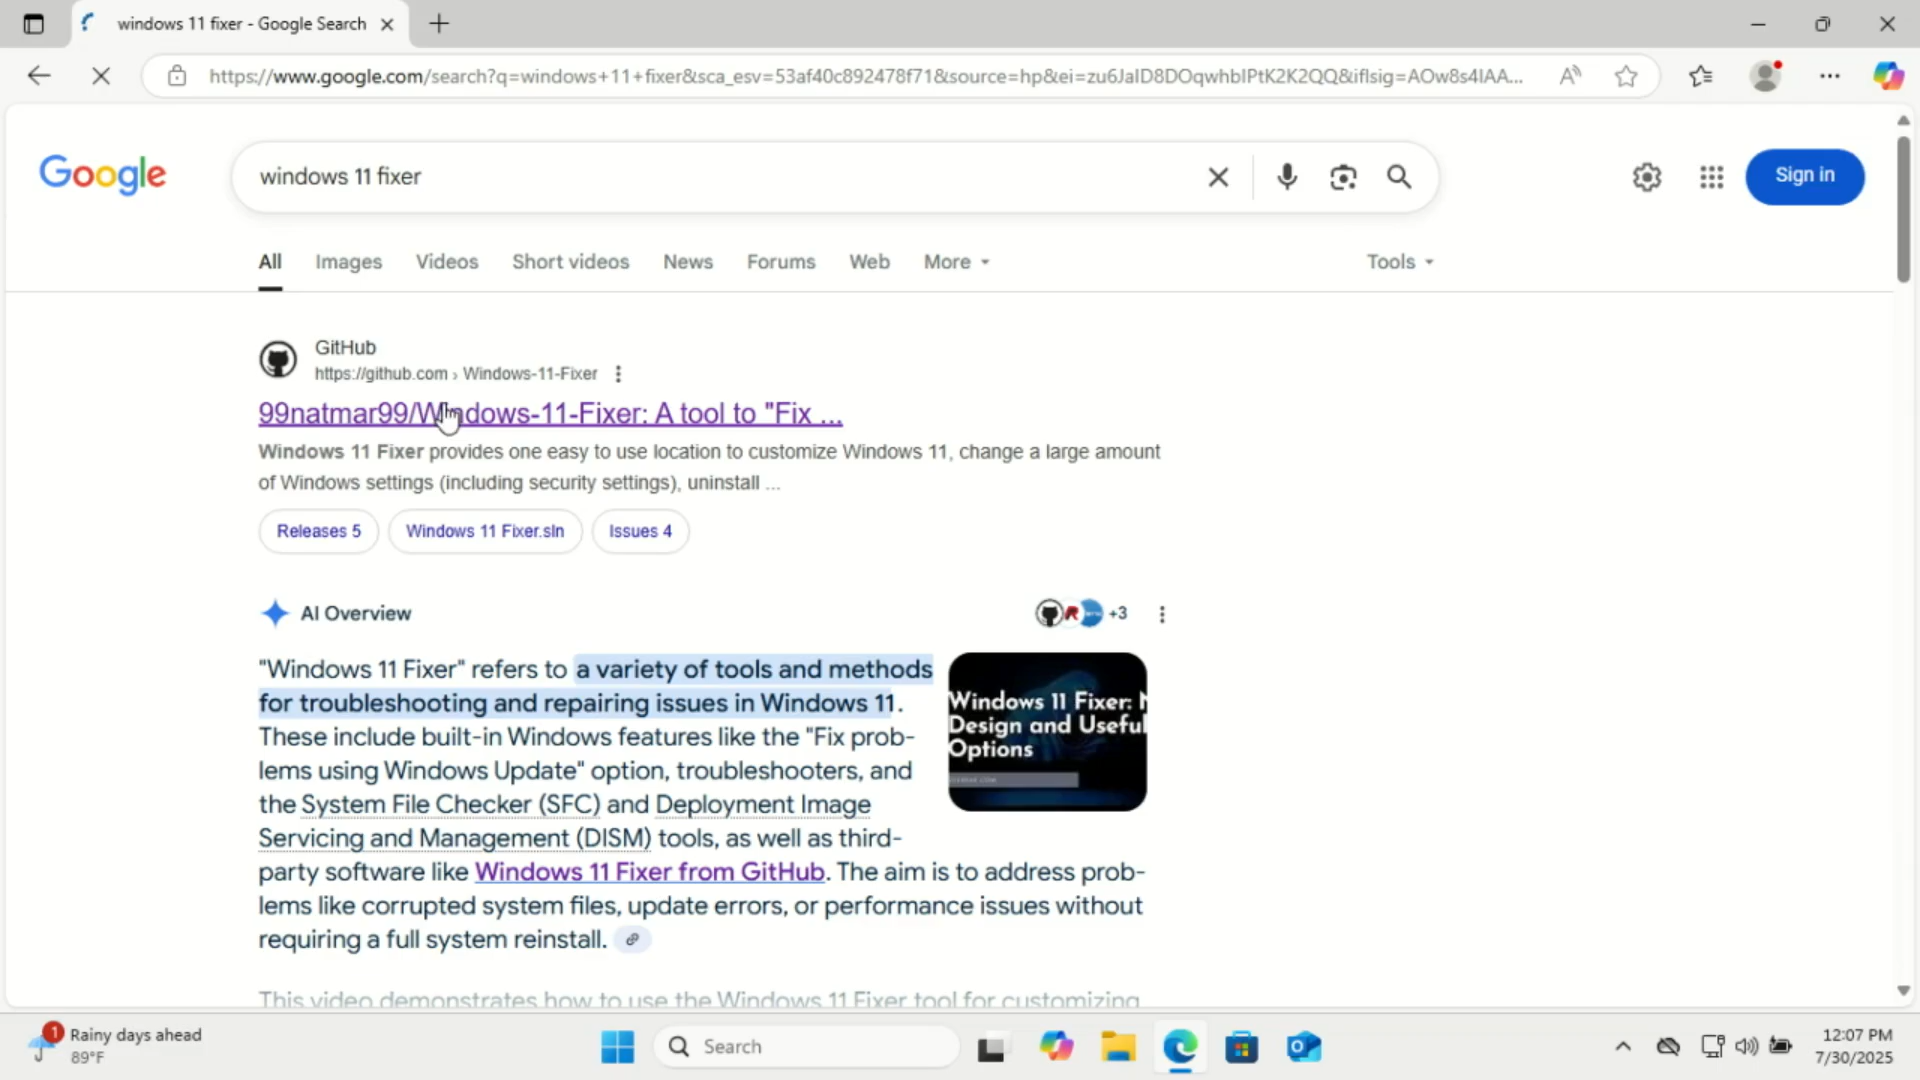 windows 11 fixer - Google Search
https://www.google.com/search?q=windows+11+fixer&sca_esv=53af40c892478f71&source=hp&ei=zu6JaID8DOqwhbIPtK2K2QQ&iflsig=AOw8s4IAA...
Google
windows 11 fixer
Sign in
All Images Videos Short videos News Forums Web More Tools
GitHub
https://github.com › Windows-11-Fixer
99natmar99/Windows-11-Fixer: A tool to "Fix ...
Windows 11 Fixer provides one easy to use location to customize Windows 11, change a large amount
of Windows settings (including security settings), uninstall ...
Releases 5 Windows 11 Fixer.sln Issues 4
AI Overview
+3
"Windows 11 Fixer" refers to a variety of tools and methods
for troubleshooting and repairing issues in Windows 11.
These include built-in Windows features like the "Fix prob-
lems using Windows Update" option, troubleshooters, and
the System File Checker (SFC) and Deployment Image
Servicing and Management (DISM) tools, as well as third-
party software like Windows 11 Fixer from GitHub. The aim is to address prob-
lems like corrupted system files, update errors, or performance issues without
requiring a full system reinstall.
Windows 11 Fixer: N
Design and Useful
Options
This video demonstrates how to use the Windows 11 Fixer tool for customizing
1
Rainy days ahead
89°F
Search
12:07 PM
7/30/2025